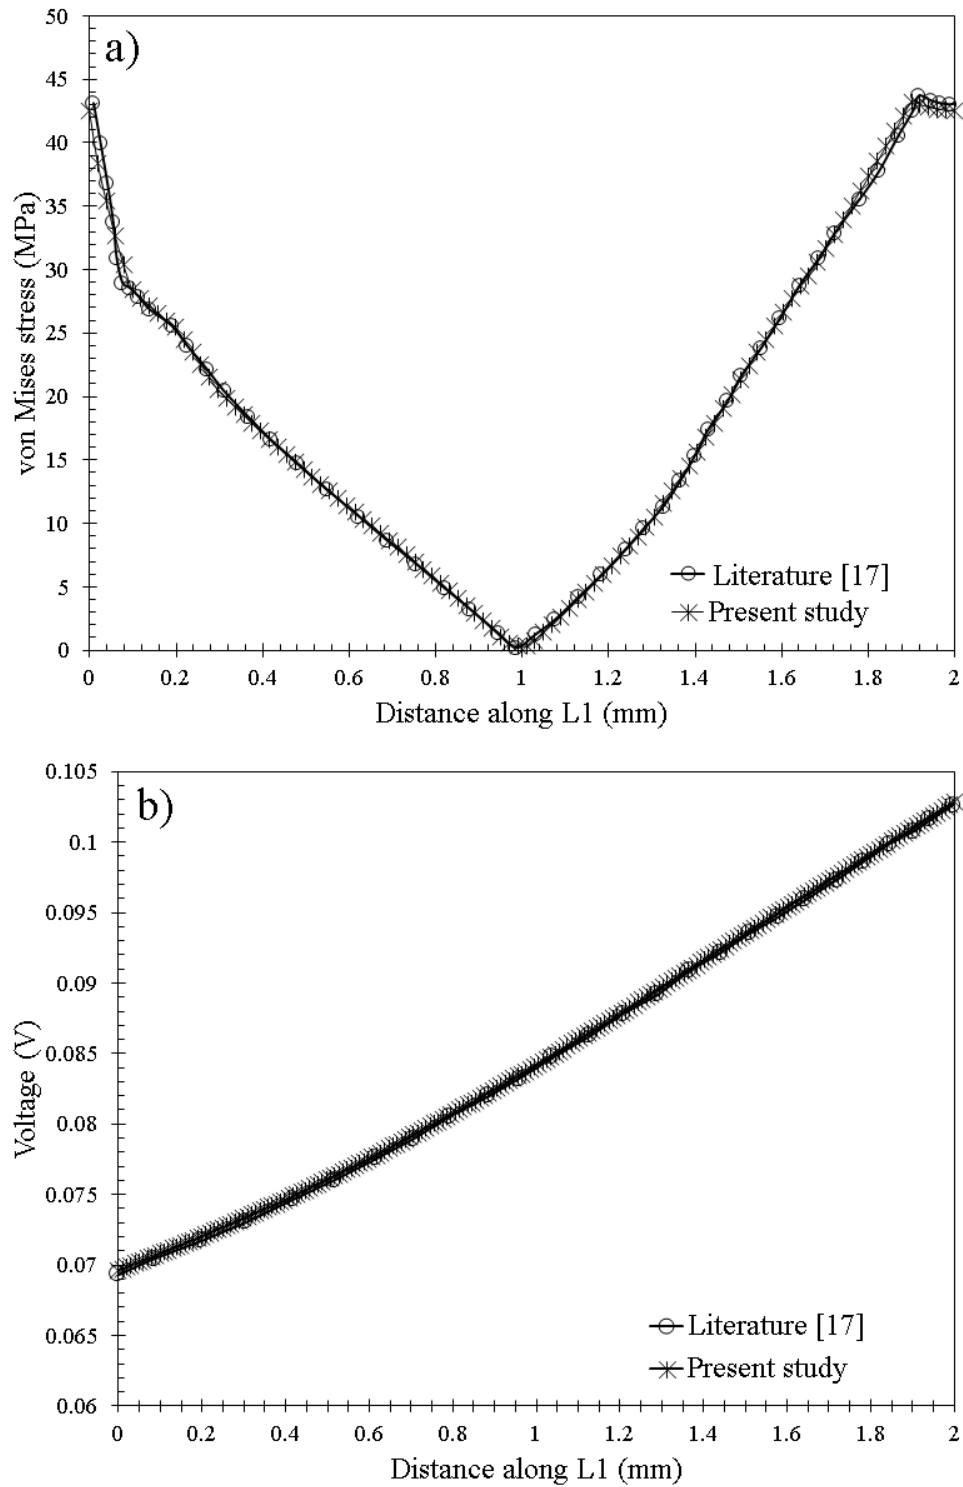 a)
50
45
40
35
30
25
20
15
10
5
0
von Mises stress (MPa)
Literature [17]
Present study
0 0.2 0.4 0.6 0.8 1 1.2 1.4 1.6 1.8 2
Distance along L1 (mm)
b)
0.105
0.1
0.095
0.09
0.085
0.08
0.075
0.07
0.065
0.06
Voltage (V)
Literature [17]
Present study
0 0.2 0.4 0.6 0.8 1 1.2 1.4 1.6 1.8 2
Distance along L1 (mm)